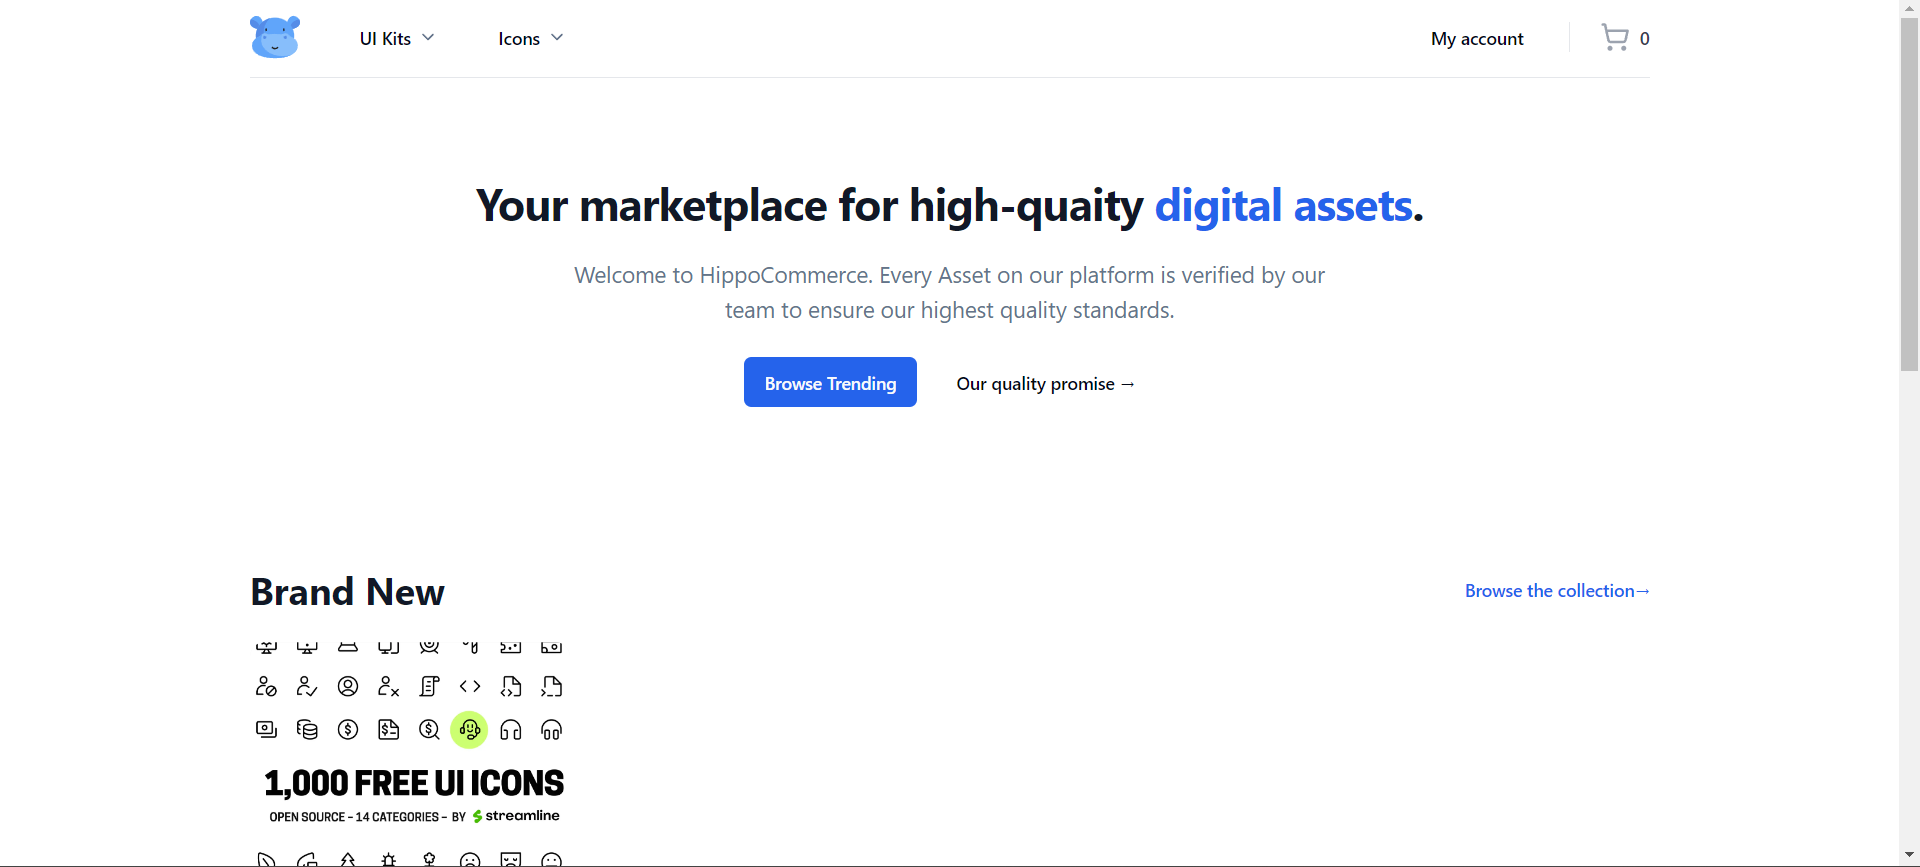 UI Kits
Icons
My account
0
Your marketplace for high-quaity digital assets.
Welcome to HippoCommerce. Every Asset on our platform is verified by our
team to ensure our highest quality standards.
Browse Trending
Our quality promise →
Brand New
Browse the collection→
1,000 FREE UI ICONS
OPEN SOURCE – 14 CATEGORIES – BY streamline